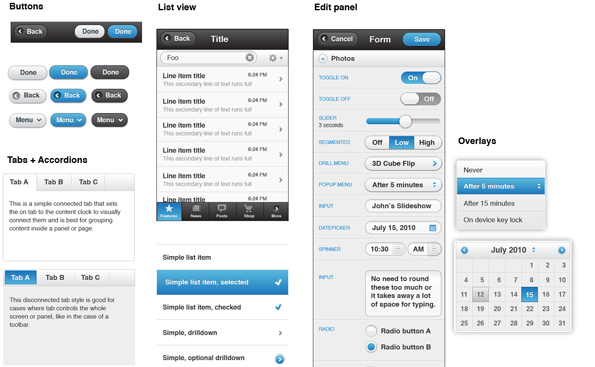 Buttons
Back
Done
Done
Done
Done
Done
Back
Back
Back
Menu
Menu
Menu
Tabs + Accordions
Tab A
Tab B
Tab C
This is a simple connected tab that sets
the on tab to the content clock to visually
connect them and is best for grouping
content inside a panel or page.
Tab A
Tab B
Tab C
This disconnected tab style is good for
cases where tab controls the whole
screen or panel, like in the case of a
toolbar.
List view
Back
Title
Foo
Line item title
6:24 PM
This secondary line of text runs full
Line item title
6:24 PM
This secondary line of text runs full
Line item title
6:24 PM
This secondary line of text runs full
Line item title
6:24 PM
This secondary line of text runs full
Line item title
6:24 PM
This secondary line of text runs full
Line item title
6:24 PM
Features
News
Posts
Shop
More
Simple list item
Simple list item, selected
Simple list item, checked
Simple, drilldown
Simple, optional drilldown
Edit panel
Cancel
Form
Save
Photos
TOGGLE ON
On
TOGGLE OFF
Off
SLIDER
3 seconds
SEGMENTED
Off
Low
High
DRILL MENU
3D Cube Flip
POPUP MENU
After 5 minutes
INPUT
John's Slideshow
DATEPICKER
July 15, 2010
SPINNER
10:30
AM
INPUT
No need to round
these too much or
it takes away a lot
of space for typing.
RADIO
Radio button A
Radio button B
Overlays
Never
After 5 minutes
After 15 minutes
On device key lock
July 2010
1 2 3
4 5 6 7 8 9 10
11 12 13 14 15 16 17
18 19 20 21 22 23 24
25 26 27 28 29 30 31